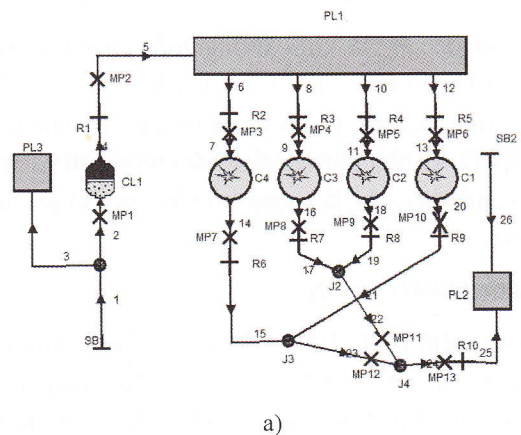 PL1
5
MP2
6
8
10
12
R2
R3
R4
R5
MP3
MP4
MP5
MP6
SB2
R1
4
PL3
7
9
11
13
CL1
C4
C3
C2
C1
MP1
2
14
16
18
20
26
MP7
MP8
MP9
MP10
R7
R8
R9
R6
3
17
19
J2
PL2
21
1
22
15
MP11
R10
SB
J3
23
MP12
J4
24
MP13
25
a)